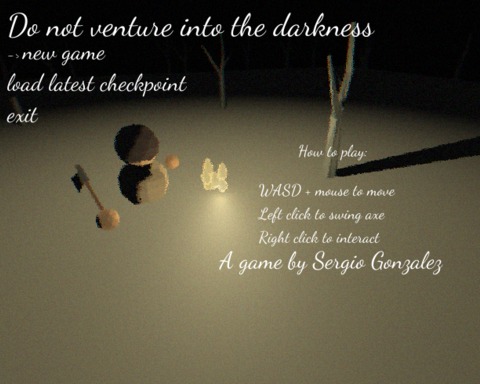 Do not venture into the darkness
->new game
load latest checkpoint
exit
How to play:
WASD + mouse to move
Left click to swing axe
Right click to interact
A game by Sergio Gonzalez